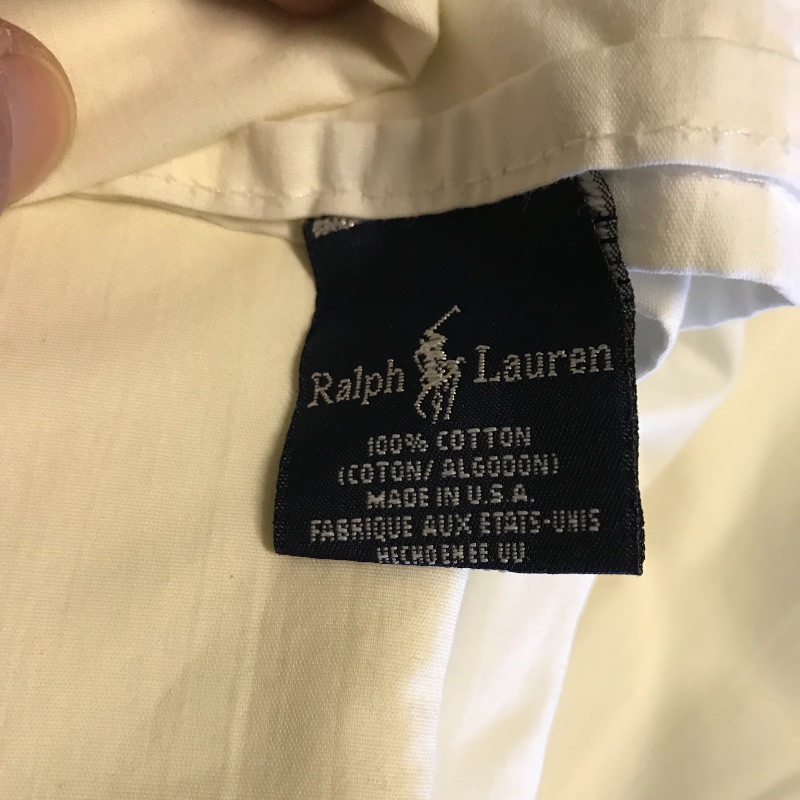 Ralph Lauren
100% COTTON
(COTON/ ALGODON)
MADE IN U.S.A.
FABRIQUE AUX ETATS-UNIS
HECHO EN EE UU